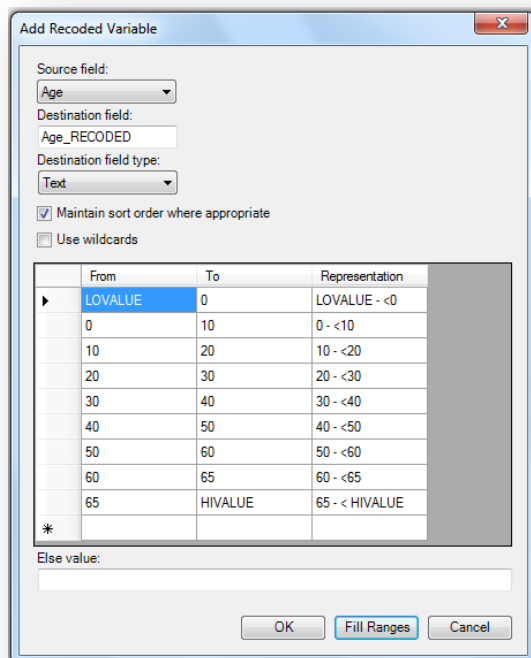 Add Recoded Variable
Source field:
Age
Destination field:
Age_RECODED
Destination field type:
Text
Maintain sort order where appropriate
Use wildcards
From To Representation
LOVALUE 0 LOVALUE - <0
0 10 0 - <10
10 20 10 - <20
20 30 20 - <30
30 40 30 - <40
40 50 40 - <50
50 60 50 - <60
60 65 60 - <65
65 HIVALUE 65 - < HIVALUE
Else value:
OK Fill Ranges Cancel